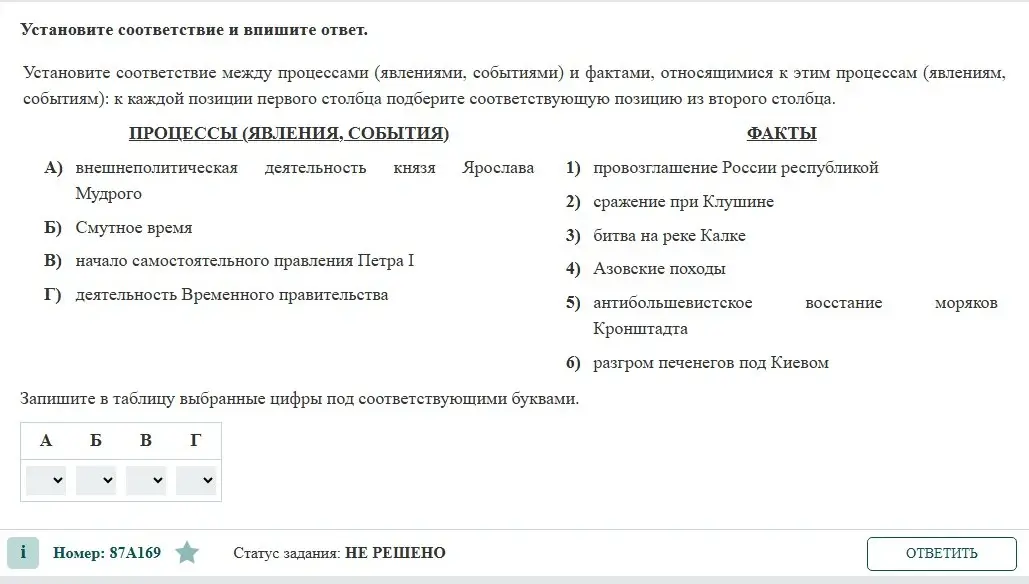 Установите соответствие и впишите ответ.
Установите соответствие между процессами (явлениями, событиями) и фактами, относящимися к этим процессам (явлениям,
событиям): к каждой позиции первого столбца подберите соответствующую позицию из второго столбца.
ПРОЦЕССЫ (ЯВЛЕНИЯ, СОБЫТИЯ)
А) внешнеполитическая деятельность князя Ярослава
Мудрого
Б) Смутное время
В) начало самостоятельного правления Петра I
Г) деятельность Временного правительства
ФАКТЫ
1) провозглашение России республикой
2) сражение при Клушине
3) битва на реке Калке
4) Азовские походы
5) антибольшевистское восстание моряков
Кронштадта
6) разгром печенегов под Киевом
Запишите в таблицу выбранные цифры под соответствующими буквами.
А Б В Г
i Номер: 87A169 Статус задания: НЕ РЕШЕНО ОТВЕТИТЬ